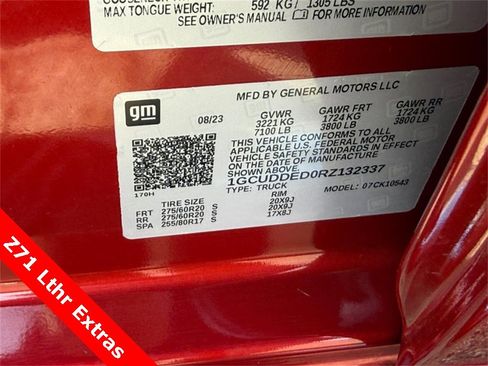 MAX TONGUE WEIGHT: 592 KG/ 1305 LBS
SEE OWNER'S MANUAL FOR MORE INFORMATION
MFD BY GENERAL MOTORS LLC
gm
08/23
GVWR GAWR FRT GAWR RR
3221 KG 1724 KG 1724 KG
7100 LB 3800 LB 3800 LB
THIS VEHICLE CONFORMS TO ALL APPLICABLE
U.S. FEDERAL MOTOR VEHICLE
SAFETY STANDARDS IN EFFECT
ON THE DATE OF MANUFACTURE
1GCUDDED0RZ132337
TYPE: TRUCK MODEL: 07CK10543
170H
TIRE SIZE RIM
FRT 275/60R20 S 20X9J
RR 275/60R20 S 20X9J
SPA 255/80R17 S 17X8J
Z71 Lthr Extras